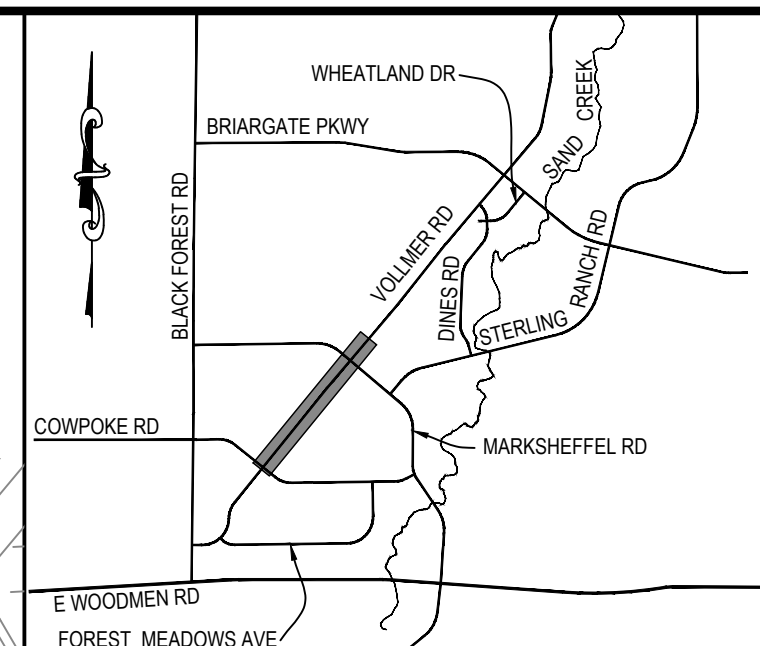 WHEATLAND DR
SAND CREEK
BRIARGATE PKWY
BLACK FOREST RD
VOLLMER RD
DINES RD
STERLING RANCH RD
COWPOKE RD
MARKSHEFFEL RD
E WOODMEN RD
FOREST MEADOWS AVE